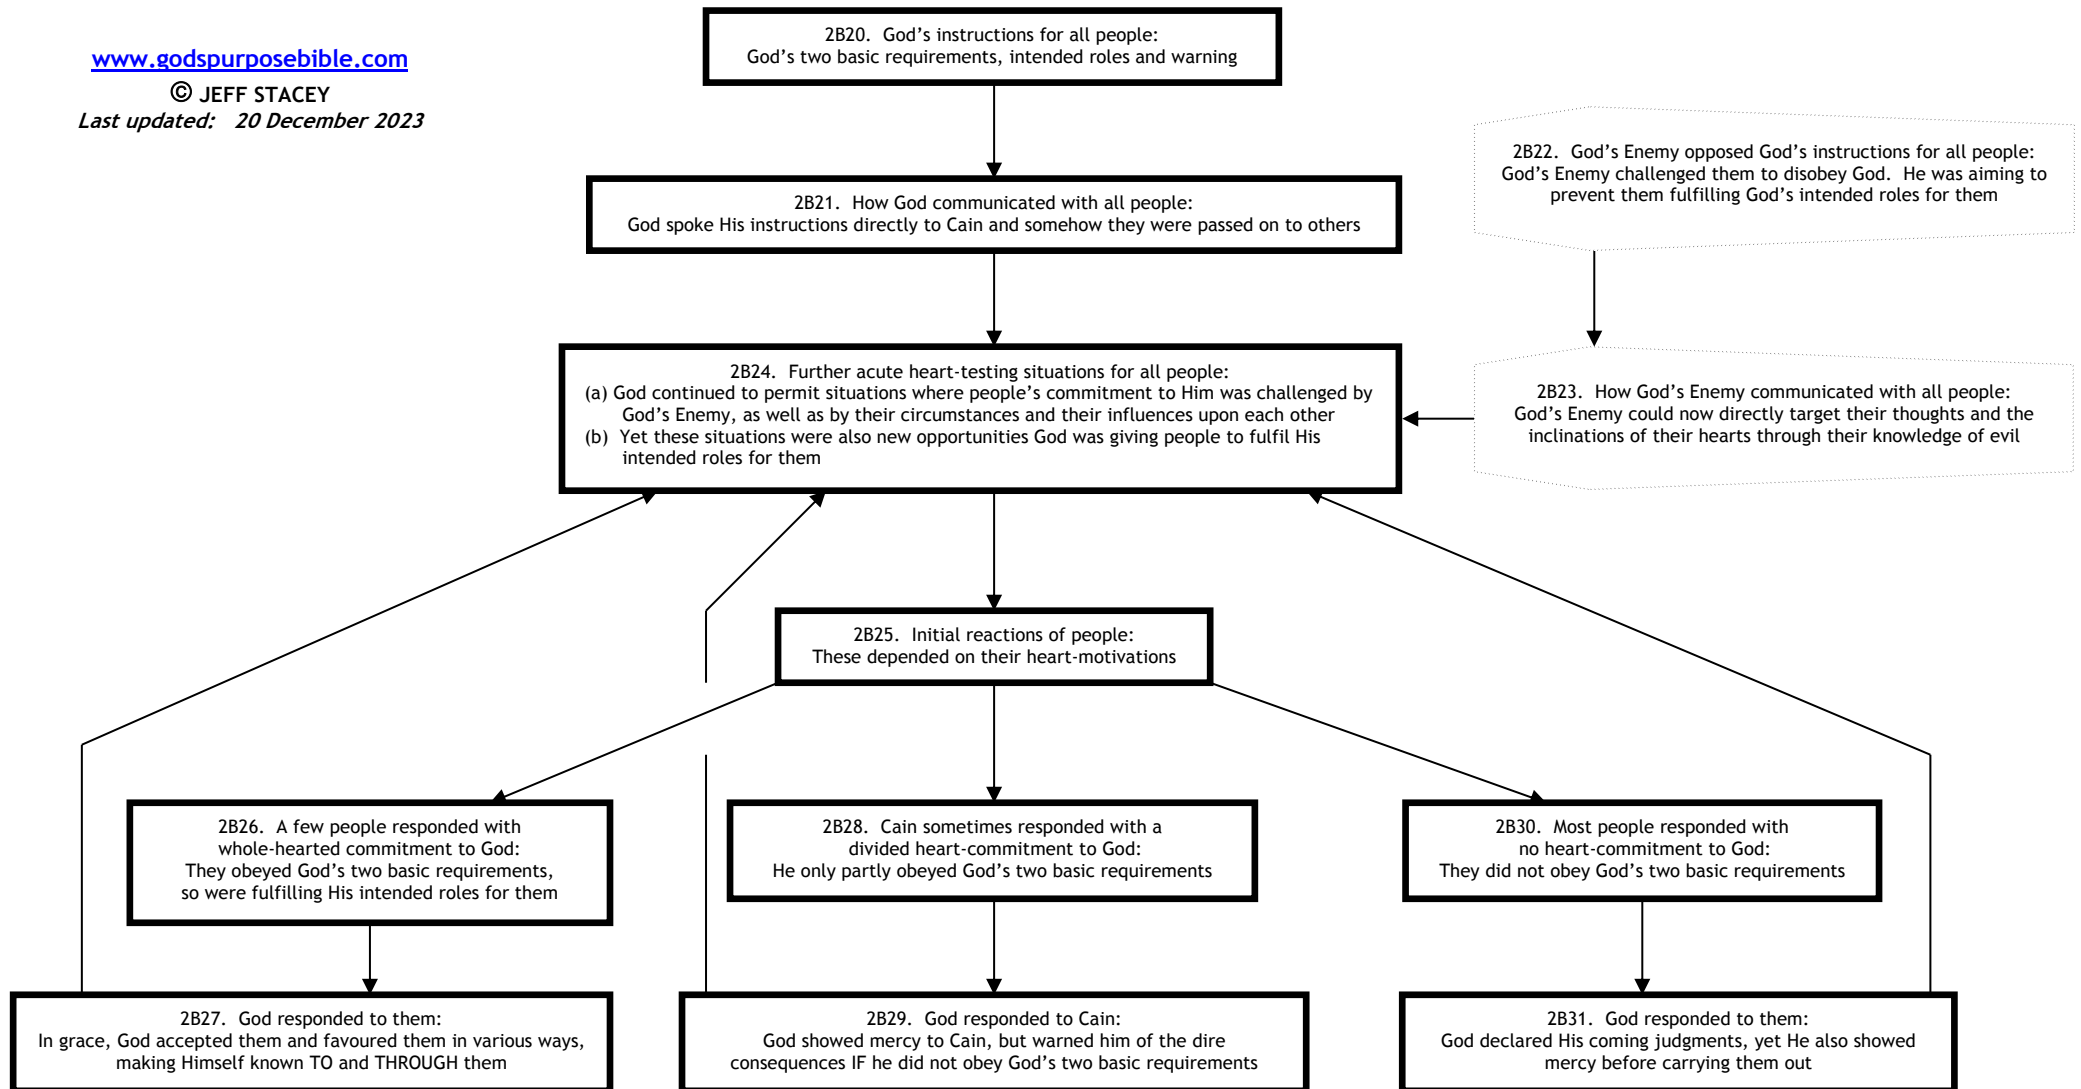 www.godspurposebible.com
© JEFF STACEY
Last updated: 20 December 2023
2B20. God’s instructions for all people:
God’s two basic requirements, intended roles and warning
2B21. How God communicated with all people:
God spoke His instructions directly to Cain and somehow they were passed on to others
2B22. God’s Enemy opposed God’s instructions for all people:
God’s Enemy challenged them to disobey God. He was aiming to
prevent them fulfilling God’s intended roles for them
2B23. How God’s Enemy communicated with all people:
God’s Enemy could now directly target their thoughts and the
inclinations of their hearts through their knowledge of evil
2B24. Further acute heart-testing situations for all people:
(a) God continued to permit situations where people’s commitment to Him was challenged by
God’s Enemy, as well as by their circumstances and their influences upon each other
(b) Yet these situations were also new opportunities God was giving people to fulfil His
intended roles for them
2B25. Initial reactions of people:
These depended on their heart-motivations
2B26. A few people responded with
whole-hearted commitment to God:
They obeyed God’s two basic requirements,
so were fulfilling His intended roles for them
2B28. Cain sometimes responded with a
divided heart-commitment to God:
He only partly obeyed God’s two basic requirements
2B30. Most people responded with
no heart-commitment to God:
They did not obey God’s two basic requirements
2B27. God responded to them:
In grace, God accepted them and favoured them in various ways,
making Himself known TO and THROUGH them
2B29. God responded to Cain:
God showed mercy to Cain, but warned him of the dire
consequences IF he did not obey God’s two basic requirements
2B31. God responded to them:
God declared His coming judgments, yet He also showed
mercy before carrying them out